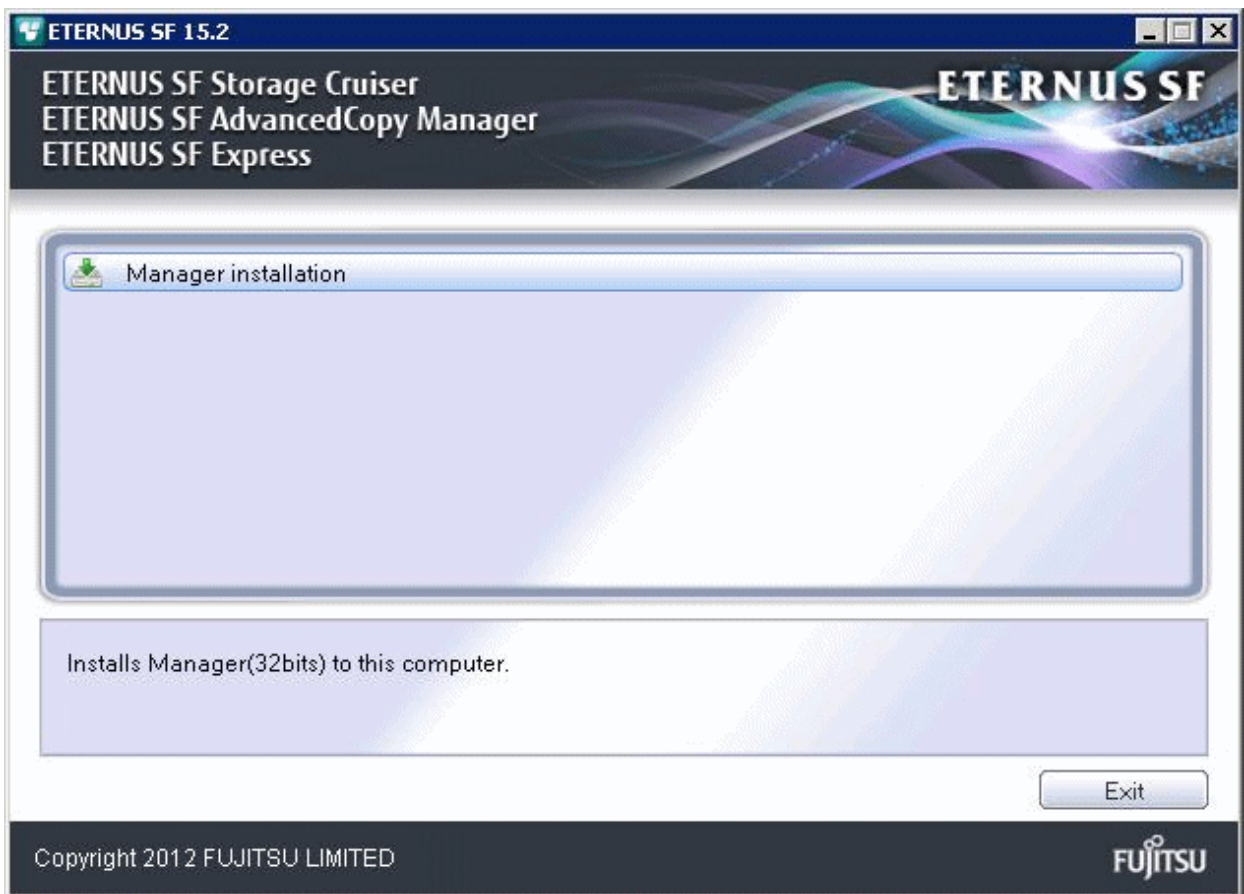 ETERNUS SF 15.2
ETERNUS SF Storage Cruiser
ETERNUS SF AdvancedCopy Manager
ETERNUS SF Express
ETERNUS SF
Manager installation
Installs Manager(32bits) to this computer.
Exit
Copyright 2012 FUJITSU LIMITED
FUJITSU